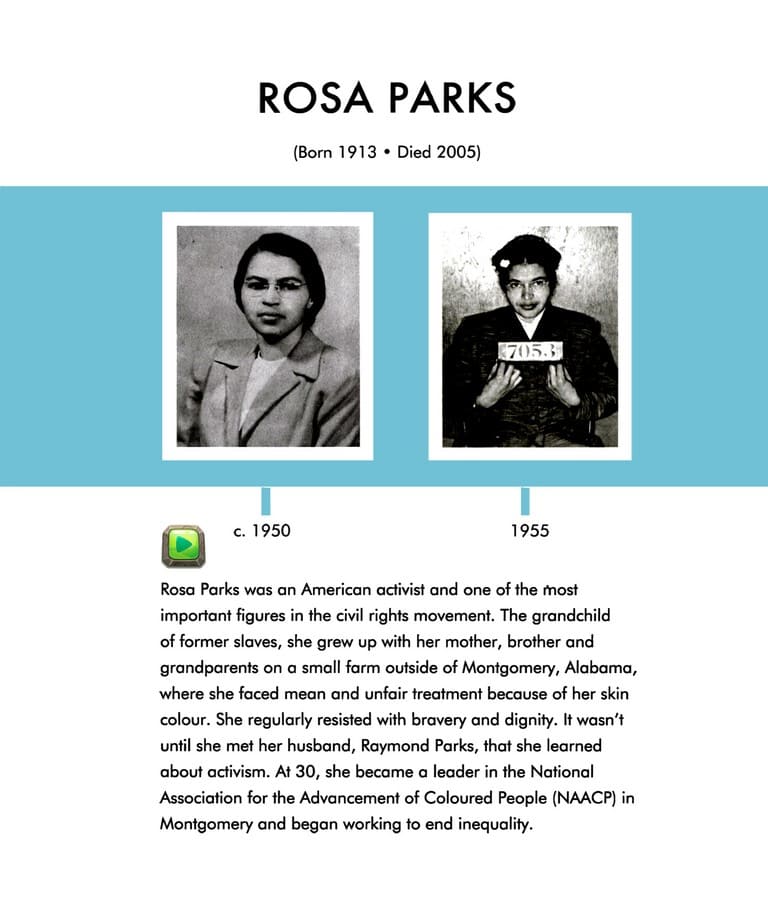 ROSA PARKS
(Born 1913 • Died 2005)
7053
c. 1950
1955
Rosa Parks was an American activist and one of the most
important figures in the civil rights movement. The grandchild
of former slaves, she grew up with her mother, brother and
grandparents on a small farm outside of Montgomery, Alabama,
where she faced mean and unfair treatment because of her skin
colour. She regularly resisted with bravery and dignity. It wasn't
until she met her husband, Raymond Parks, that she learned
about activism. At 30, she became a leader in the National
Association for the Advancement of Coloured People (NAACP) in
Montgomery and began working to end inequality.